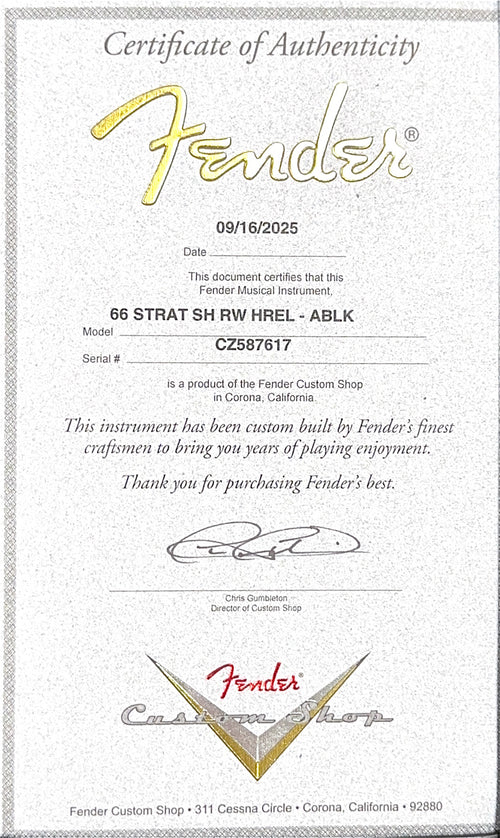 Certificate of Authenticity
Fender®
09/16/2025
Date
This document certifies that this
Fender Musical Instrument,
66 STRAT SH RW HREL - ABLK
Model
CZ587617
Serial #
is a product of the Fender Custom Shop
in Corona, California
This instrument has been custom built by Fender's finest
craftsmen to bring you years of playing enjoyment.
Thank you for purchasing Fender's best.
Chris Gumbleton
Director of Custom Shop
Fender®
Custom Shop
Fender Custom Shop • 311 Cessna Circle • Corona, California • 92880